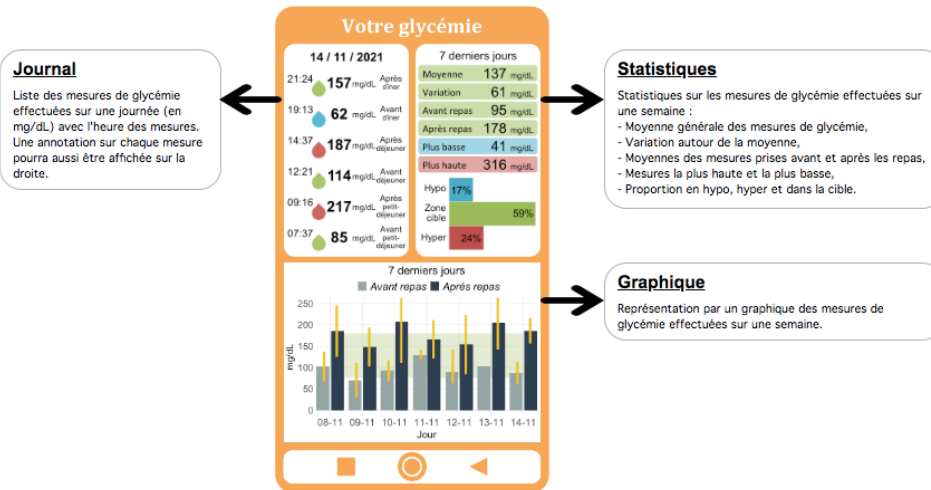 Votre glycémie
Journal
Liste des mesures de glycémie
effectuées sur une journée (en
mg/dL) avec l'heure des mesures.
Une annotation sur chaque mesure
pourra aussi être affichée sur la
droite.
14 / 11 / 2021
21:24 157 mg/dL Après dîner
19:13 62 mg/dL Avant dîner
14:37 187 mg/dL Après déjeuner
12:21 114 mg/dL Avant déjeuner
09:16 217 mg/dL Après petit-déjeuner
07:37 85 mg/dL Avant petit-déjeuner
7 derniers jours
Moyenne 137 mg/dL
Variation 61 mg/dL
Avant repas 95 mg/dL
Après repas 178 mg/dL
Plus basse 41 mg/dL
Plus haute 316 mg/dL
Hypo 17%
Zone cible 59%
Hyper 24%
Statistiques
Statistiques sur les mesures de glycémie effectuées sur
une semaine :
- Moyenne générale des mesures de glycémie,
- Variation autour de la moyenne,
- Moyennes des mesures prises avant et après les repas,
- Mesures la plus haute et la plus basse,
- Proportion en hypo, hyper et dans la cible.
7 derniers jours
Avant repas Après repas
mg/dL
250
200
150
100
50
0
08-11 09-11 10-11 11-11 12-11 13-11 14-11
Jour
Graphique
Représentation par un graphique des mesures de
glycémie effectuées sur une semaine.